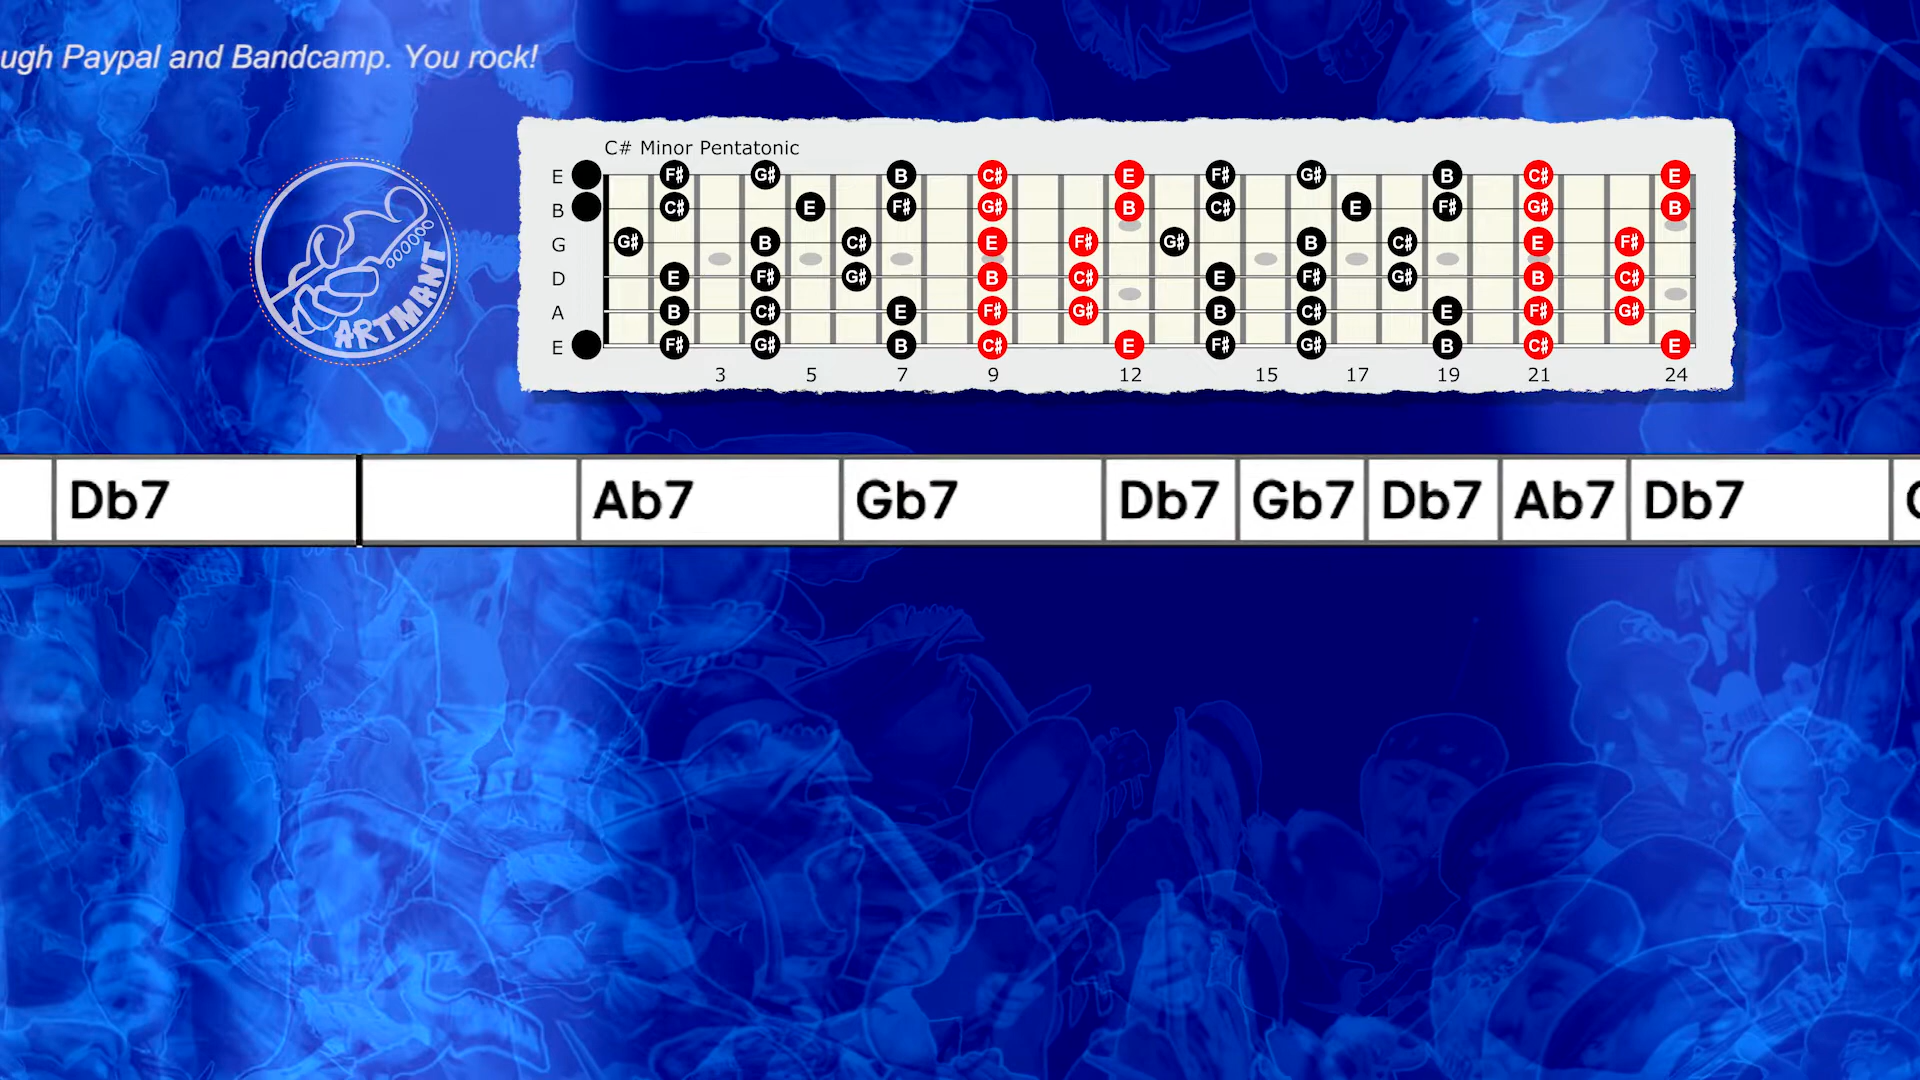 ugh Paypal and Bandcamp. You rock!
C# Minor Pentatonic
E F# G# B C# E F# G# B C# E
B C# E F# G# B C# E F# G# B
G G# B C# E F# G# B C# E F#
D E F# G# B C# E F# G# B C#
A B C# E F# G# B C# E F# G#
E F# G# B C# E F# G# B C# E
3 5 7 9 12 15 17 19 21 24
ARTMANT
Db7 Ab7 Gb7 Db7 Gb7 Db7 Ab7 Db7